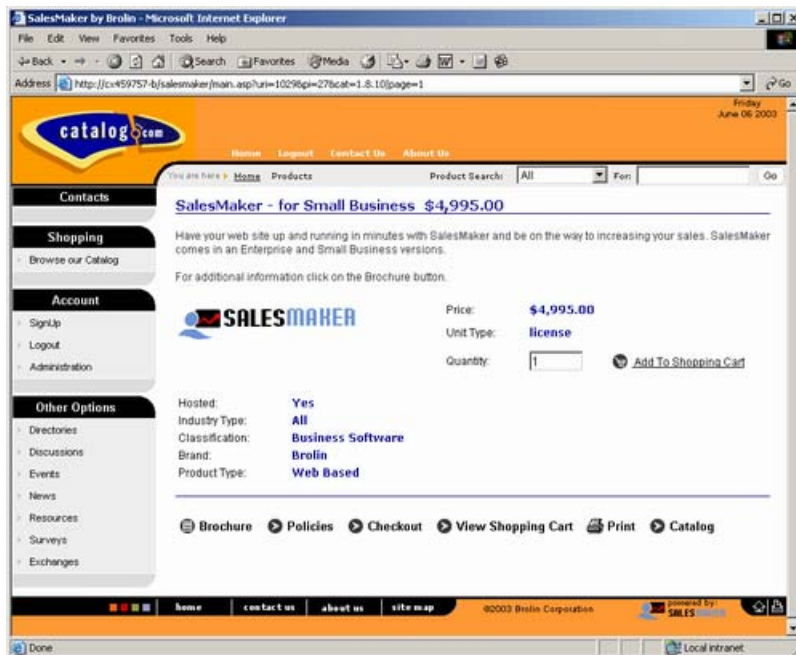 SalesMaker by Brolin - Microsoft Internet Explorer
File Edit View Favorites Tools Help
Back Search Favorites Media
Address http://cx459757-b/salesmaker/main.asp?uri=1029&pi=27&cat=1.8.10|page=1 Go
Friday
June 06 2003
catalog.com
Home Logout Contact Us About Us
You are here Home Products Product Search: All For: Go
Contacts
Shopping
Browse our Catalog
Account
SignUp
Logout
Administration
Other Options
Directories
Discussions
Events
News
Resources
Surveys
Exchanges
SalesMaker - for Small Business $4,995.00
Have your web site up and running in minutes with SalesMaker and be on the way to increasing your sales. SalesMaker
comes in an Enterprise and Small Business versions.
For additional information click on the Brochure button.
SALESMAKER
Price: $4,995.00
Unit Type: license
Quantity: 1 Add To Shopping Cart
Hosted: Yes
Industry Type: All
Classification: Business Software
Brand: Brolin
Product Type: Web Based
Brochure Policies Checkout View Shopping Cart Print Catalog
home contact us about us site map ©2003 Brolin Corporation powered by:
SALESMAKER
Done Local intranet